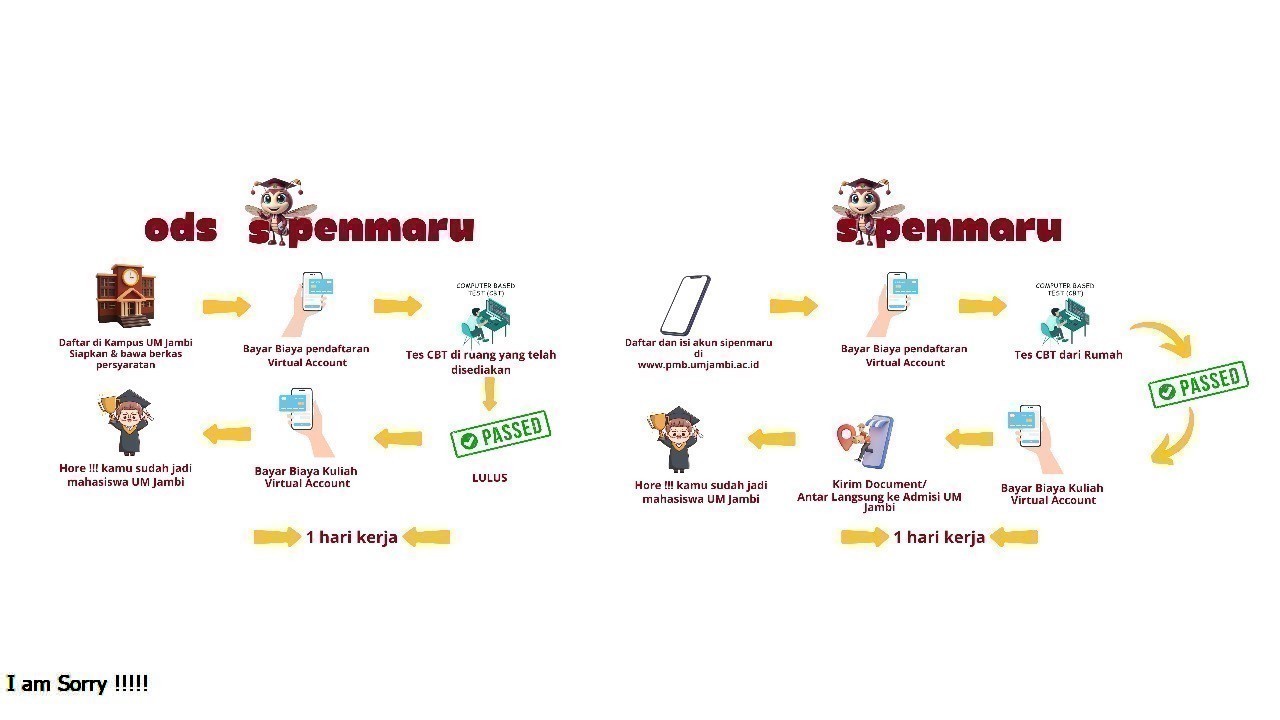 ods sipenmaru
Daftar di Kampus UM Jambi
Siapkan & bawa berkas
persyaratan
Bayar Biaya pendaftaran
Virtual Account
COMPUTER BASED
TEST (CBT)
Tes CBT di ruang yang telah
disediakan
PASSED
LULUS
Bayar Biaya Kuliah
Virtual Account
Hore !!! kamu sudah jadi
mahasiswa UM Jambi
1 hari kerja
sipenmaru
Daftar dan isi akun sipenmaru
di
www.pmb.umjambi.ac.id
Bayar Biaya pendaftaran
Virtual Account
COMPUTER BASED
TEST (CBT)
Tes CBT dari Rumah
PASSED
Bayar Biaya Kuliah
Virtual Account
Kirim Document/
Antar Langsung ke Admisi UM
Jambi
Hore !!! kamu sudah jadi
mahasiswa UM Jambi
1 hari kerja
I am Sorry !!!!!